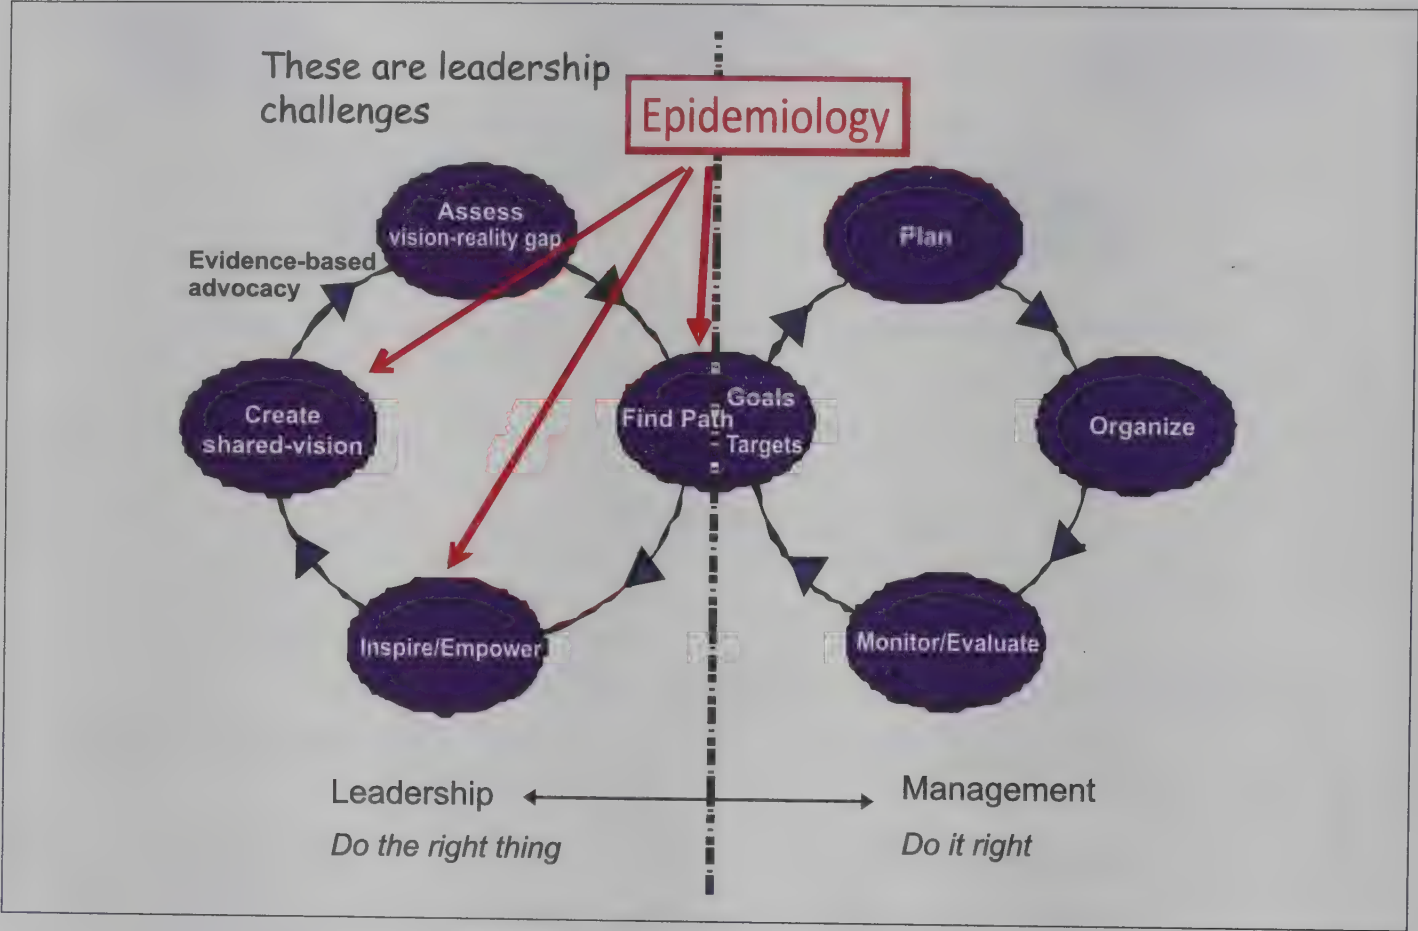 These are leadership
challenges
Epidemiology
Assess
vision-reality gap
Plan
Evidence-based
advocacy
Create
shared-vision
Find Path
Goals
Targets
Organize
Inspire/Empower
Monitor/Evaluate
Leadership
Management
Do the right thing
Do it right